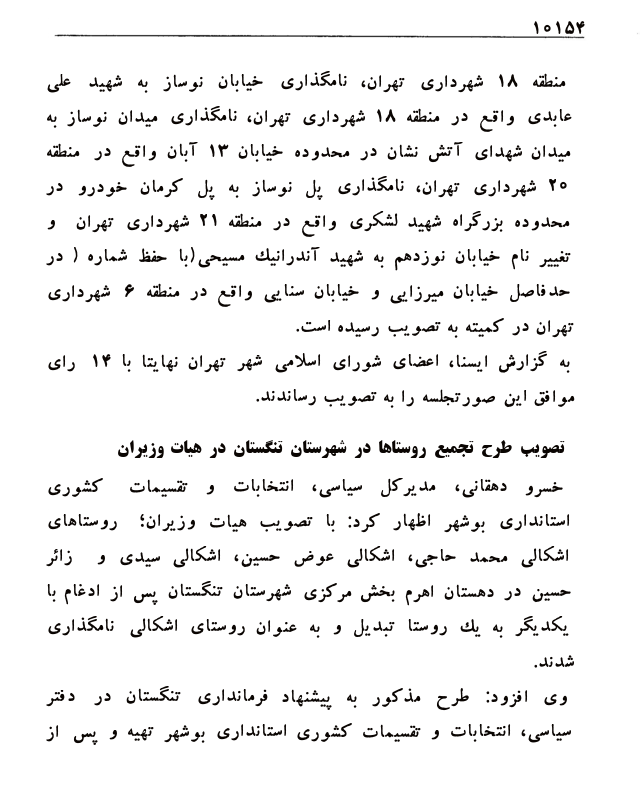 ۱۰۱۵۴
منطقه ۱۸ شهرداری تهران، نامگذاری خیابان نوساز به شهید علی
عابدی واقع در منطقه ۱۸ شهرداری تهران، نامگذاری میدان نوساز به
میدان شهدای آتش نشان در محدوده خیابان ۱۳ آبان واقع در منطقه
۲۰ شهرداری تهران، نامگذاری پل نوساز به پل کرمان خودرو در
محدوده بزرگراه شهید لشکری واقع در منطقه ۲۱ شهرداری تهران و
تغییر نام خیابان نوزدهم به شهید آندرانیك مسیحی(با حفظ شماره ( در
حدفاصل خیابان میرزایی و خیابان سنایی واقع در منطقه ۶ شهرداری
تهران در کمیته به تصویب رسیده است.
به گزارش ایسنا، اعضای شورای اسلامی شهر تهران نهایتا با ۱۴ رای
موافق این صورتجلسه را به تصویب رساندند.
تصویب طرح تجمیع روستاها در شهرستان تنگستان در هیات وزیران
خسرو دهقانی، مدیرکل سیاسی، انتخابات و تقسیمات کشوری
استانداری بوشهر اظهار کرد: با تصویب هیات وزیران؛ روستاهای
اشکالی محمد حاجی، اشکالی عوض حسین، اشکالی سیدی و زائر
حسین در دهستان اهرم بخش مرکزی شهرستان تنگستان پس از ادغام با
یکدیگر به یك روستا تبدیل و به عنوان روستای اشکالی نامگذاری
شدند.
وی افزود: طرح مذکور به پیشنهاد فرمانداری تنگستان در دفتر
سیاسی، انتخابات و تقسیمات کشوری استانداری بوشهر تهیه و پس از